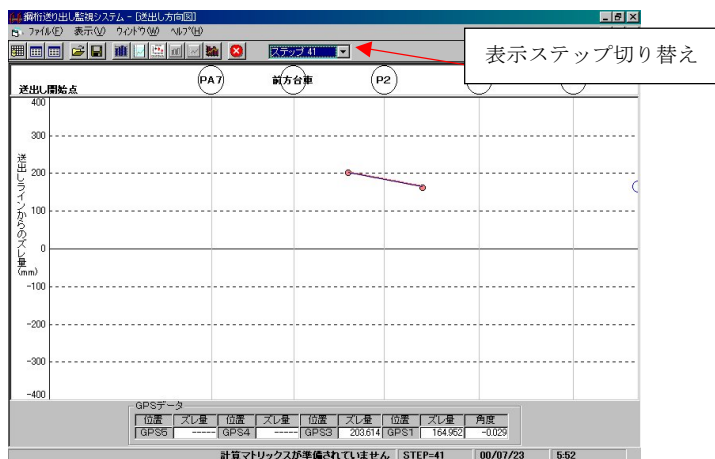 鋼桁送り出し監視システム - [送出し方向図]
ファイル(F) 表示(V) ウィンドウ(W) ヘルプ(H)
ステップ 41
表示ステップ切り替え
送出し開始点
PA7
前方台車
P2
400
300
200
100
0
-100
-200
-300
-400
送出しラインからのズレ量(mm)
GPSデータ
位置 ズレ量 位置 ズレ量 位置 ズレ量 位置 ズレ量 角度
GPS5 ----- GPS4 ----- GPS3 203.614 GPS1 164.952 -0.029
計算マトリックスが準備されていません STEP=41 00/07/23 5:52